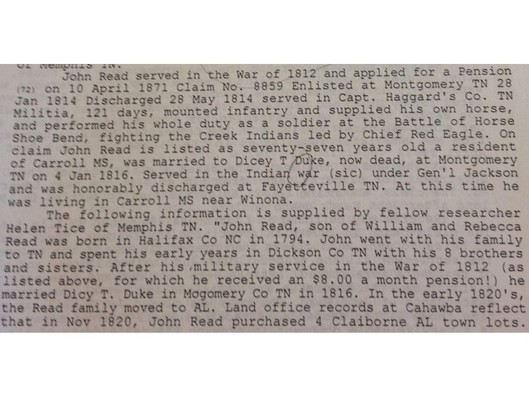 of Memphis TN.
John Read served in the War of 1812 and applied for a Pension
(72) on 10 April 1871 Claim No. 8859 Enlisted at Montgomery TN 28
Jan 1814 Discharged 28 May 1814 served in Capt. Haggard's Co. TN
Militia, 121 days, mounted infantry and supplied his own horse,
and performed his whole duty as a soldier at the Battle of Horse
Shoe Bend, fighting the Creek Indians led by Chief Red Eagle. On
claim John Read is listed as seventy-seven years old a resident
of Carroll MS, was married to Dicey T Duke, now dead, at Montgomery
TN on 4 Jan 1816. Served in the Indian war (sic) under Gen'l Jackson
and was honorably discharged at Fayetteville TN. At this time he
was living in Carroll MS near Winona.
The following information is supplied by fellow researcher
Helen Tice of Memphis TN. "John Read, son of William and Rebecca
Read was born in Halifax Co NC in 1794. John went with his family
to TN and spent his early years in Dickson Co TN with his 8 brothers
and sisters. After his military service in the War of 1812 (as
listed above, for which he received an $8.00 a month pension!) he
married Dicy T. Duke in Mogomery Co TN in 1816. In the early 1820's,
the Read family moved to AL. Land office records at Cahawba reflect
that in Nov 1820, John Read purchased 4 Claiborne AL town lots.